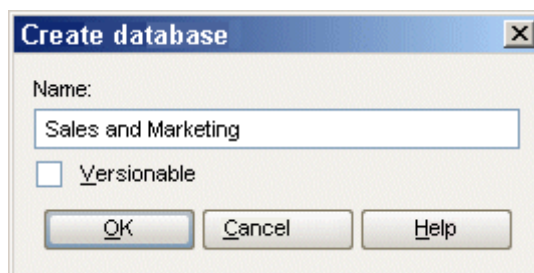 Create database
Name:
Sales and Marketing
Versionable
OK Cancel Help